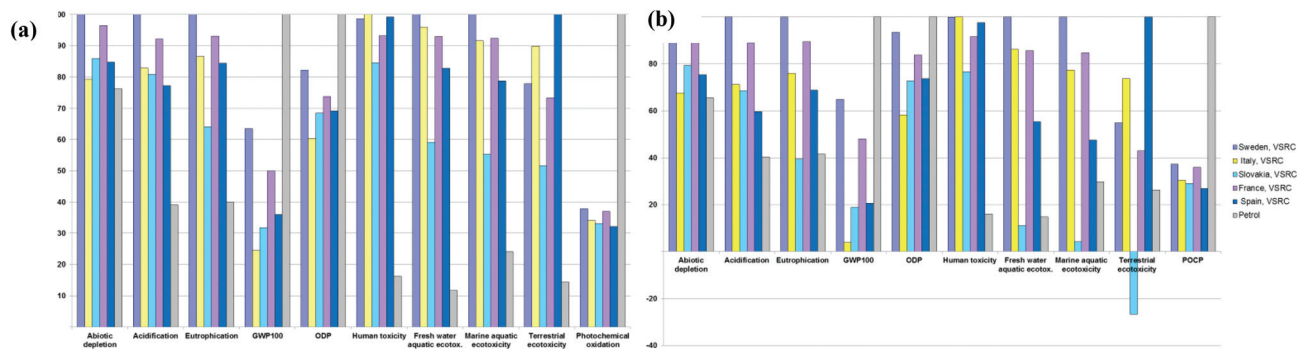 (a)
00
90
80
70
60
50
40
30
20
10
Abiotic depletion
Acidification
Eutrophication
GWP100
ODP
Human toxicity
Fresh water aquatic ecotox.
Marine aquatic ecotoxicity
Terrestrial ecotoxicity
Photochemical oxidation
(b)
80
60
40
20
-20
-40
Abiotic depletion
Acidification
Eutrophication
GWP100
ODP
Human toxicity
Fresh water aquatic ecotox.
Marine aquatic ecotoxicity
Terrestrial ecotoxicity
POCP
Sweden, VSRC
Italy, VSRC
Slovakia, VSRC
France, VSRC
Spain, VSRC
Petrol